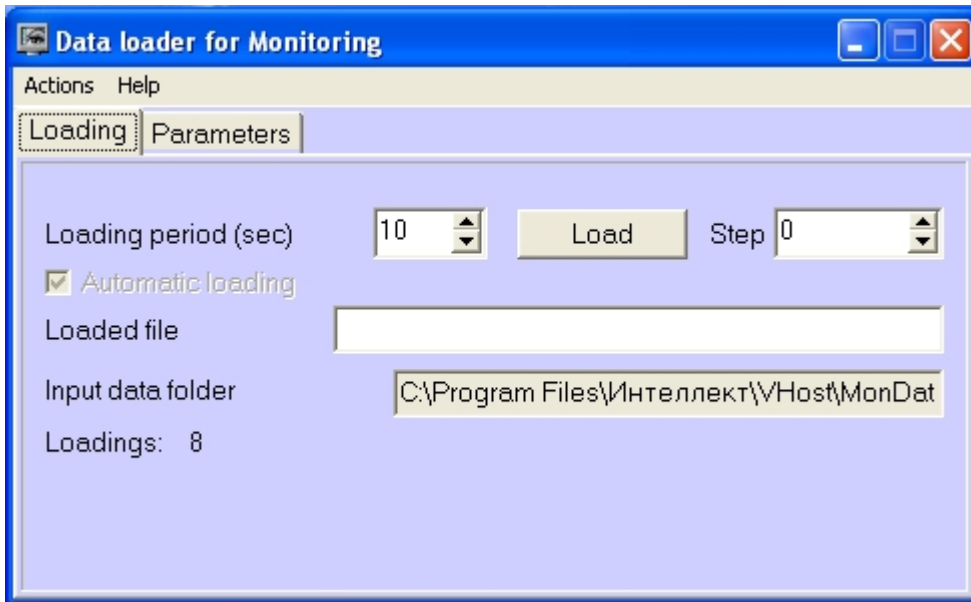 Data loader for Monitoring
Actions Help
Loading Parameters
Loading period (sec) 10 Load Step 0
Automatic loading
Loaded file
Input data folder C:\Program Files\Интеллект\VHost\MonDat
Loadings: 8